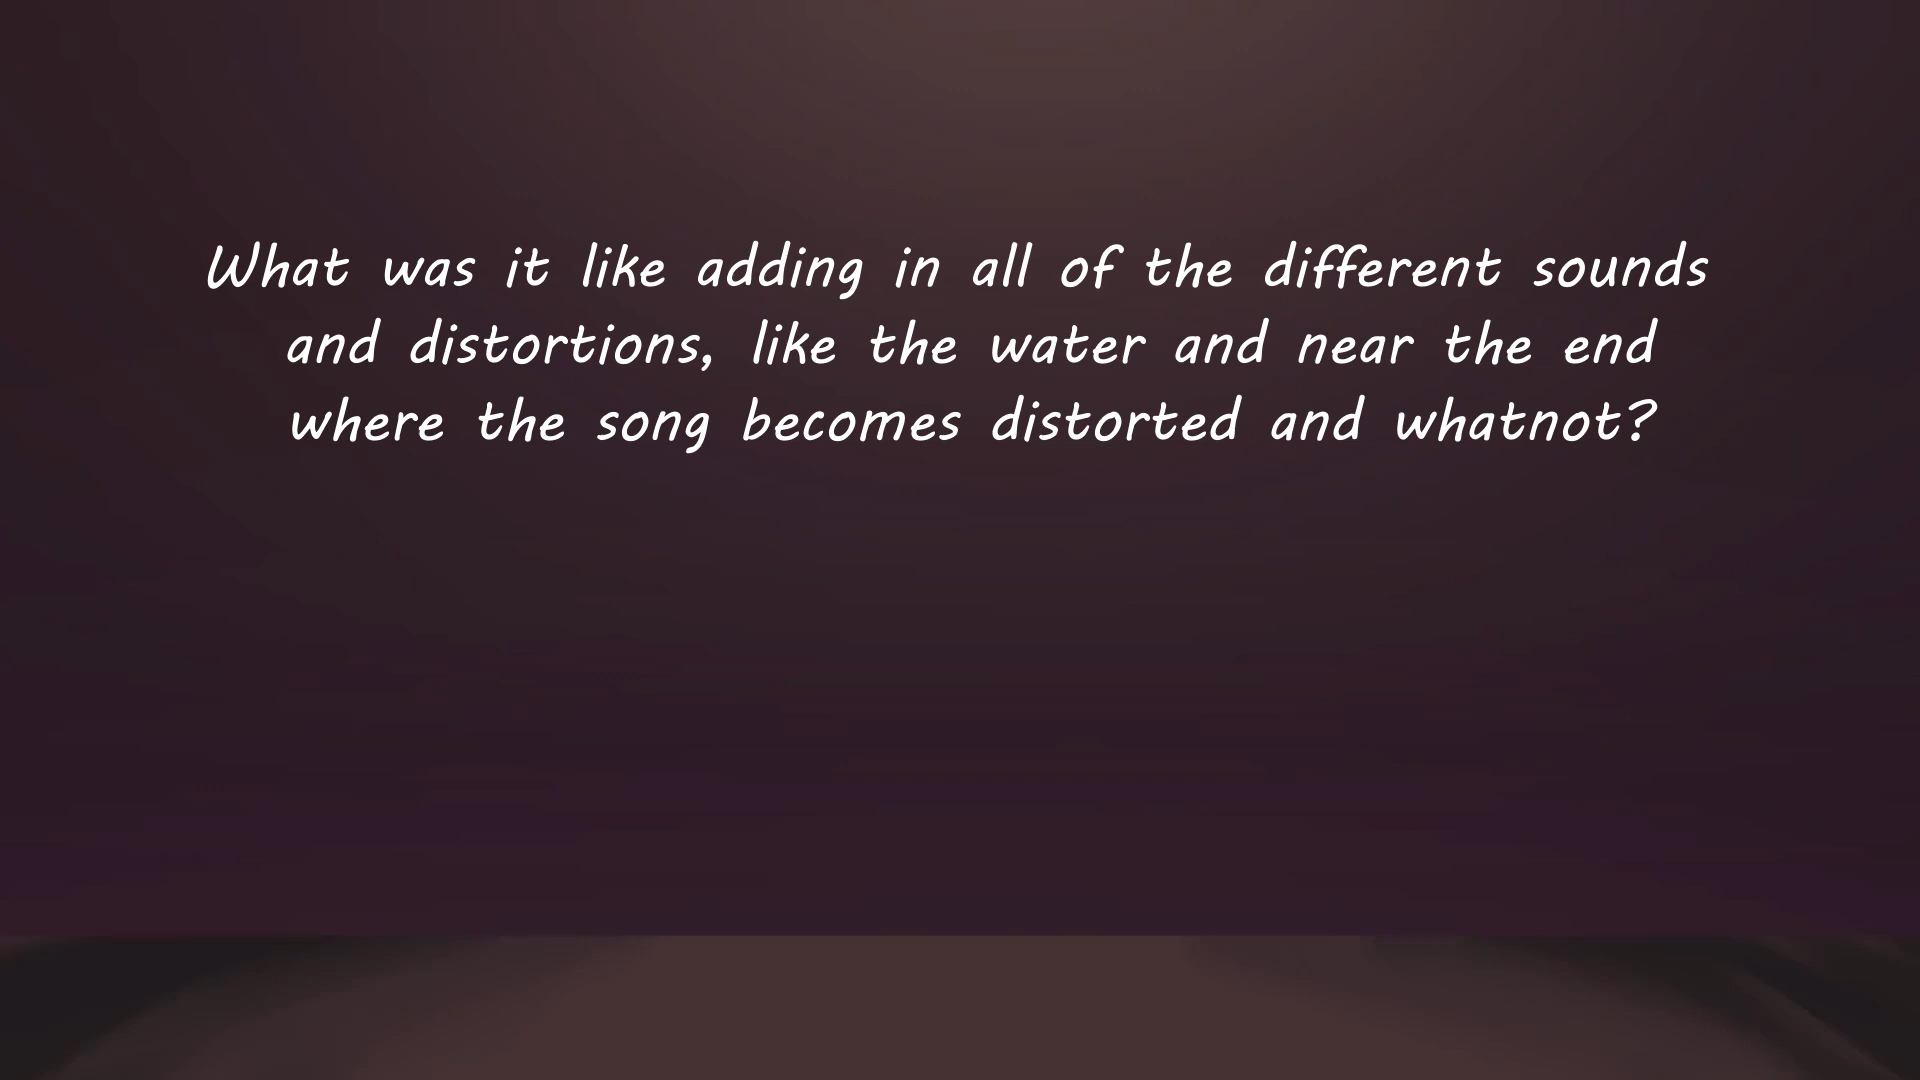 What was it like adding in all of the different sounds
and distortions, like the water and near the end
where the song becomes distorted and whatnot?